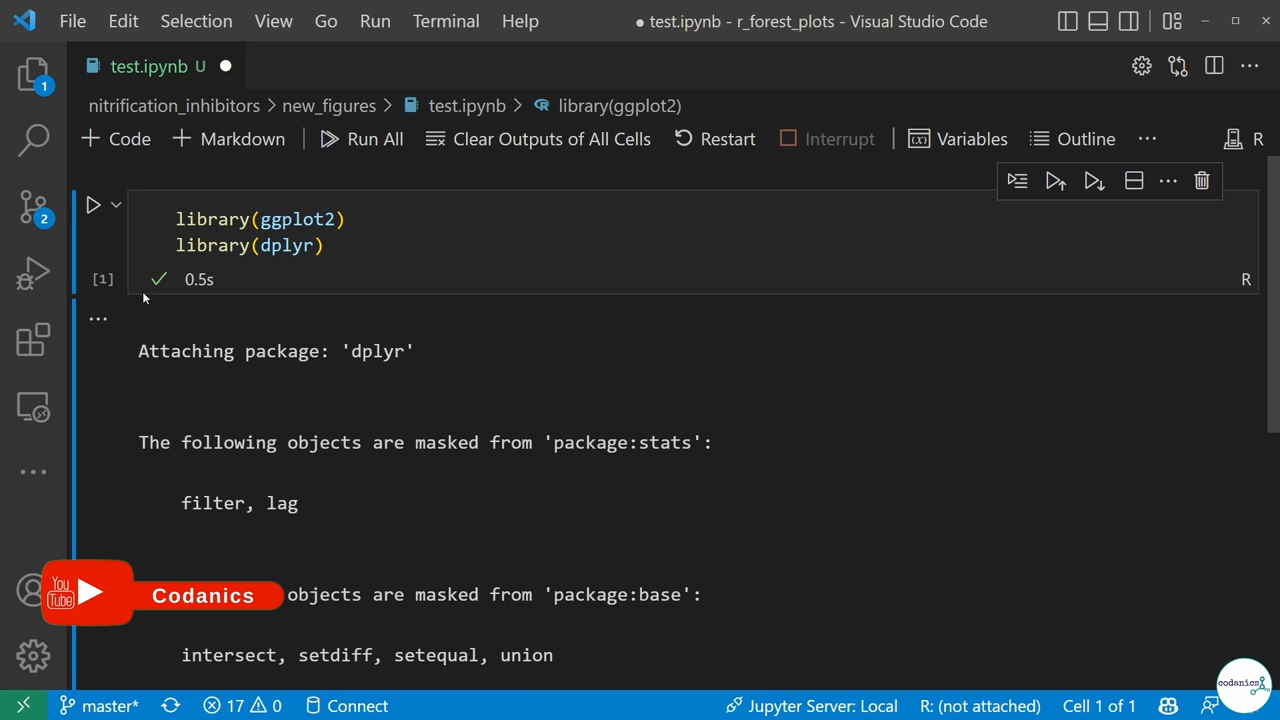 File Edit Selection View Go Run Terminal Help ● test.ipynb - r_forest_plots - Visual Studio Code
1
test.ipynb U
nitrification_inhibitors > new_figures > test.ipynb > library(ggplot2)
+ Code + Markdown Run All Clear Outputs of All Cells Restart Interrupt Variables Outline ... R
library(ggplot2)
2
library(dplyr)
[1] 0.5s R
...
Attaching package: 'dplyr'
The following objects are masked from 'package:stats':
filter, lag
You Tube Codanics
objects are masked from 'package:base':
intersect, setdiff, setequal, union
codanics
master* 17 0 Connect Jupyter Server: Local R: (not attached) Cell 1 of 1